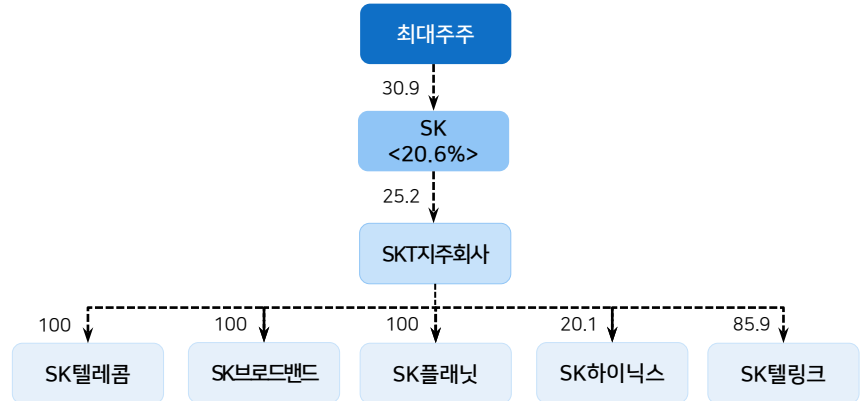 최대주주
30.9
SK
<20.6%>
25.2
SKT지주회사
100
100
100
20.1
85.9
SK텔레콤
SK브로드밴드
SK플래닛
SK하이닉스
SK텔링크